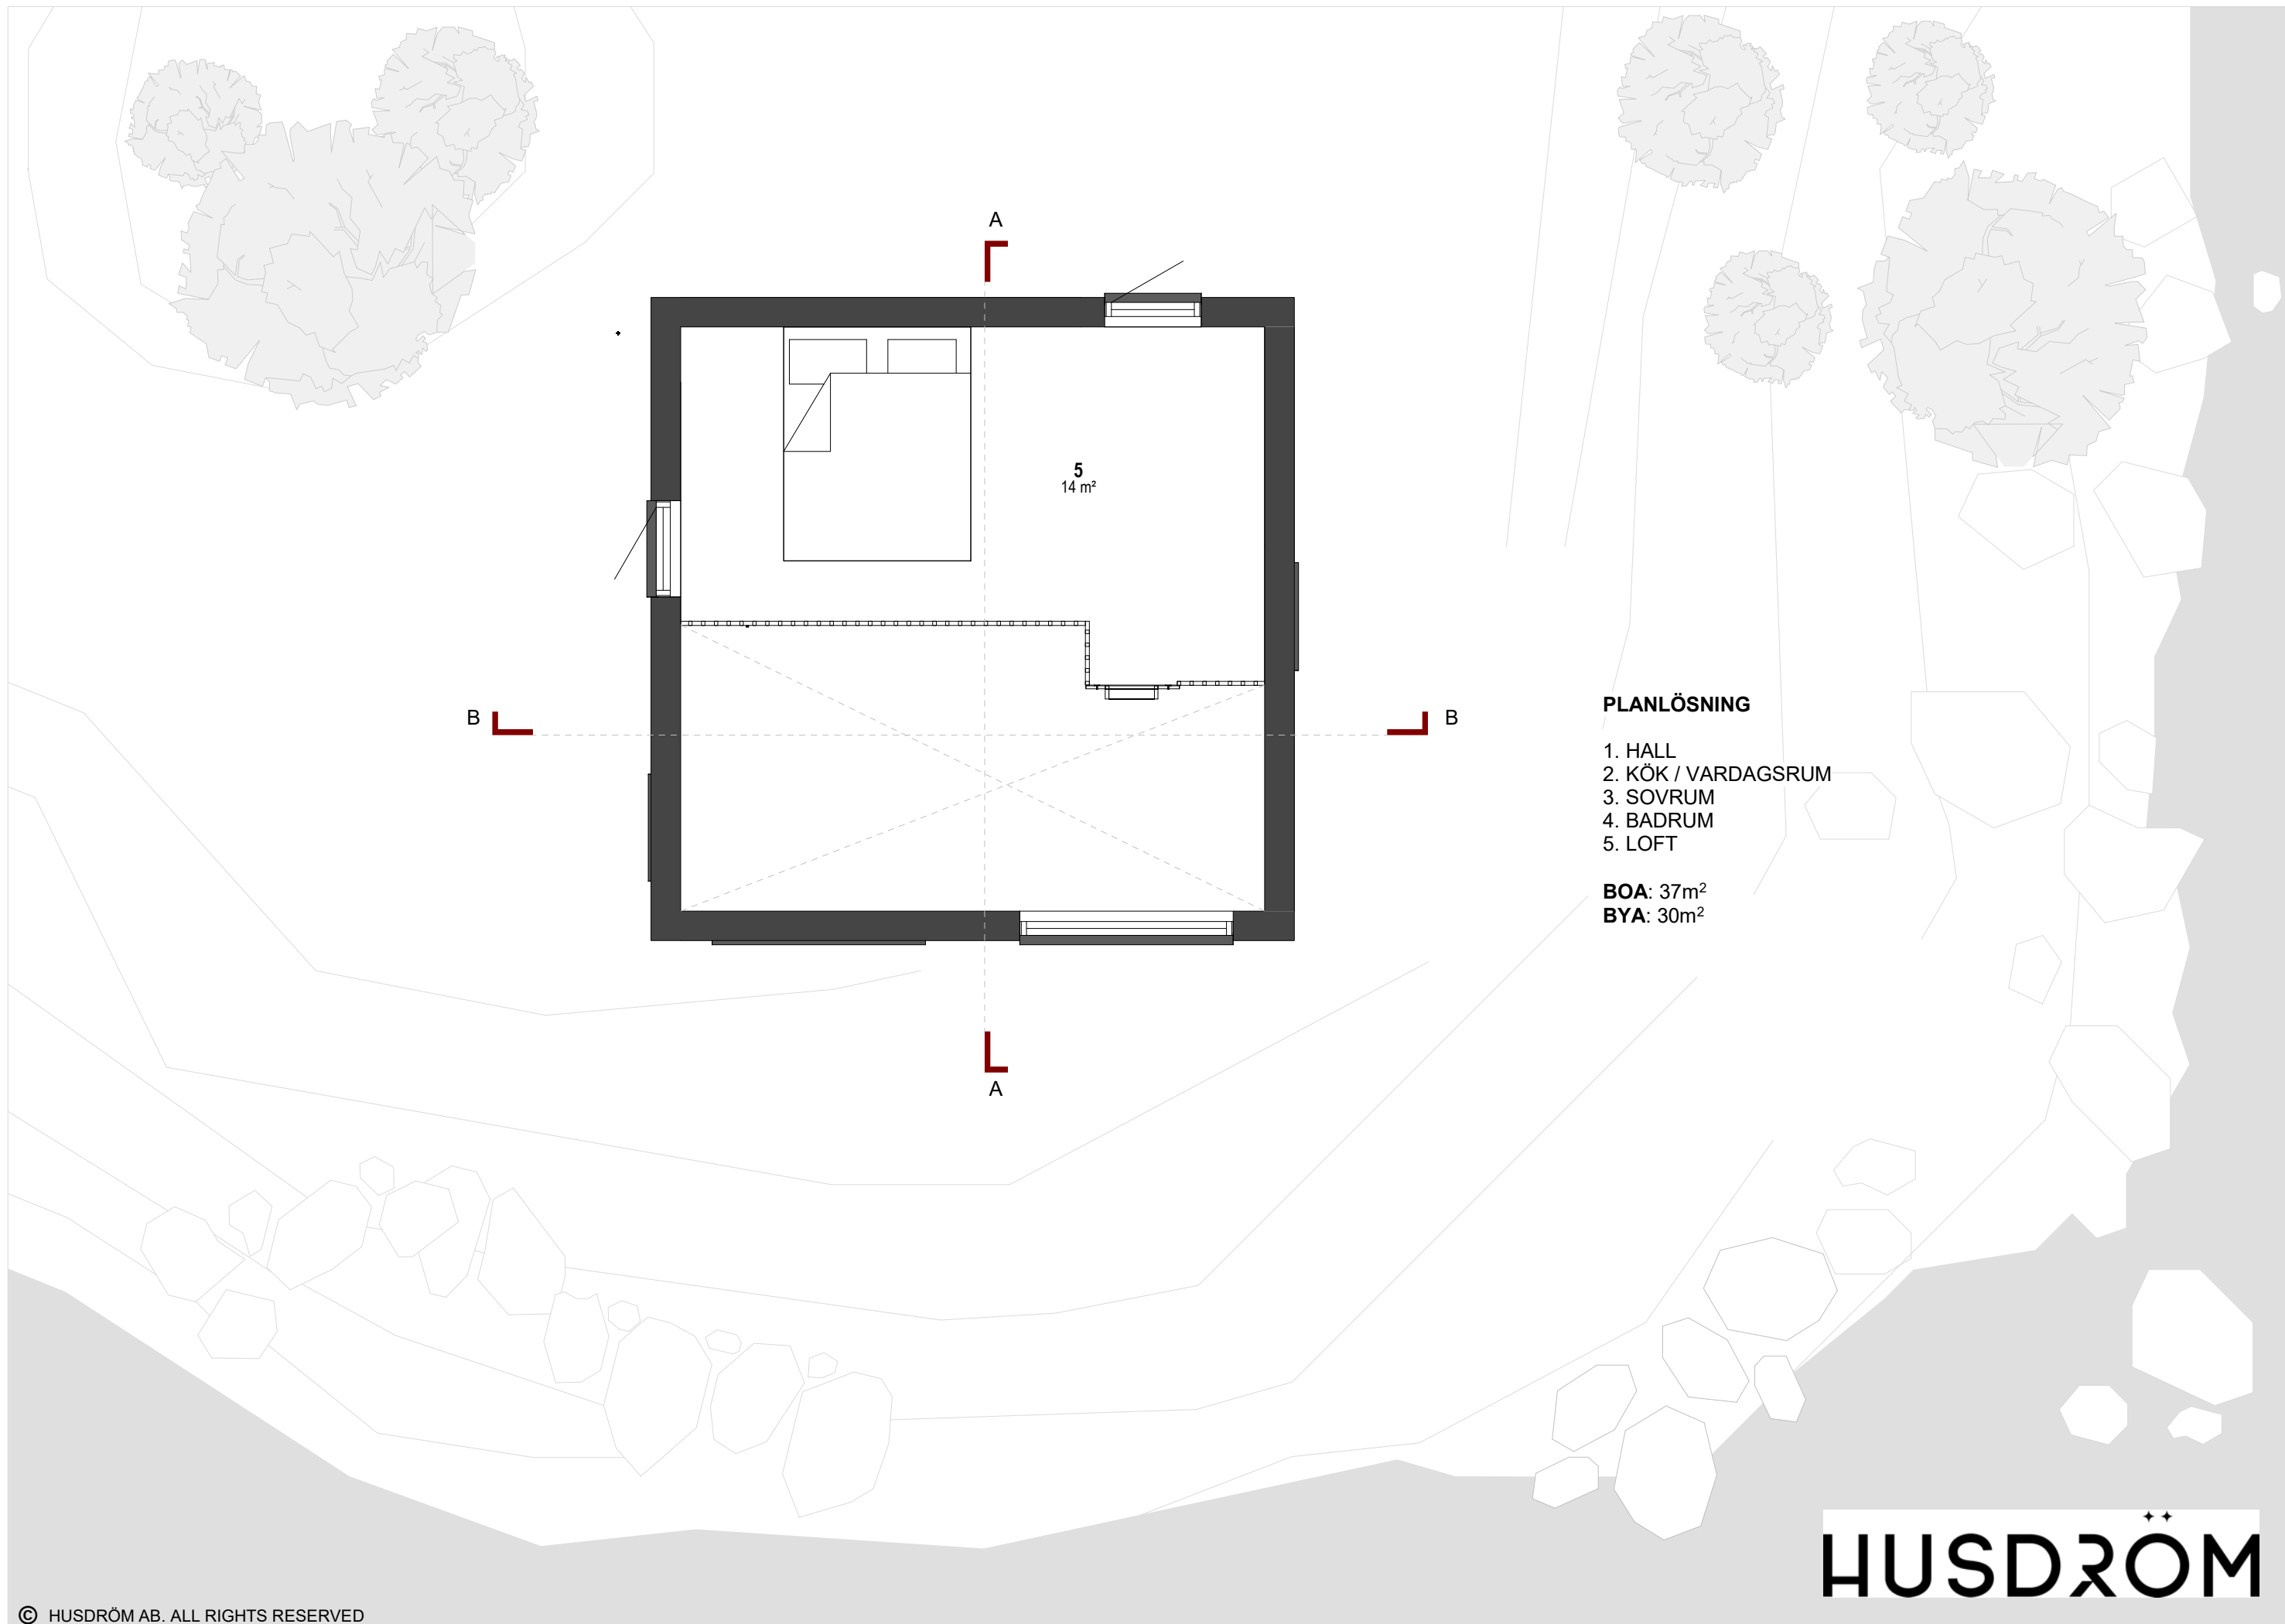 A
5
14 m²
B
B
PLANLÖSNING
1. HALL
2. KÖK / VARDAGSRUM
3. SOVRUM
4. BADRUM
5. LOFT
BOA: 37m²
BYA: 30m²
A
HUSDRÖM
© HUSDRÖM AB. ALL RIGHTS RESERVED